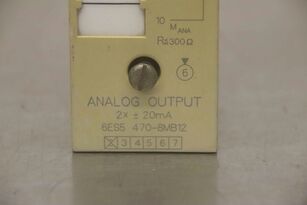 10 M ANA
R≥300Ω
6
ANALOG OUTPUT
2x ± 20mA
6ES5 470-8MB12
X 3 4 5 6 7